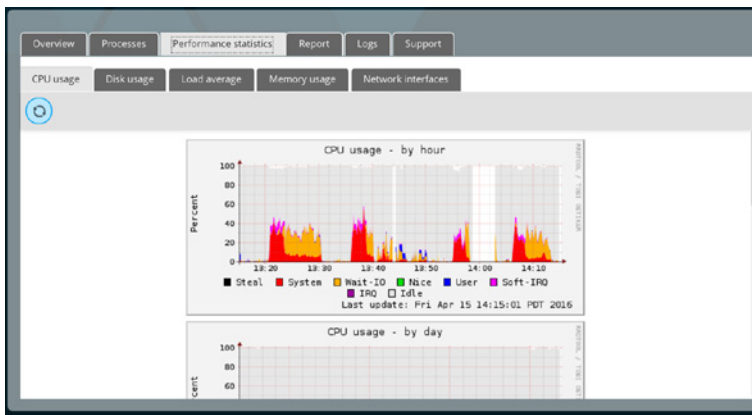 Overview Processes Performance statistics Report Logs Support
CPU usage Disk usage Load average Memory usage Network interfaces
CPU usage - by hour
100
80
60
40
20
0
Percent
13:20 13:30 13:40 13:50 14:00 14:10
Steal System Wait-IO Nice User Soft-IRQ
IRQ Idle
Last update: Fri Apr 15 14:15:01 PDT 2016
RRDTOOL / TOBI OETIKER
CPU usage - by day
100
80
60